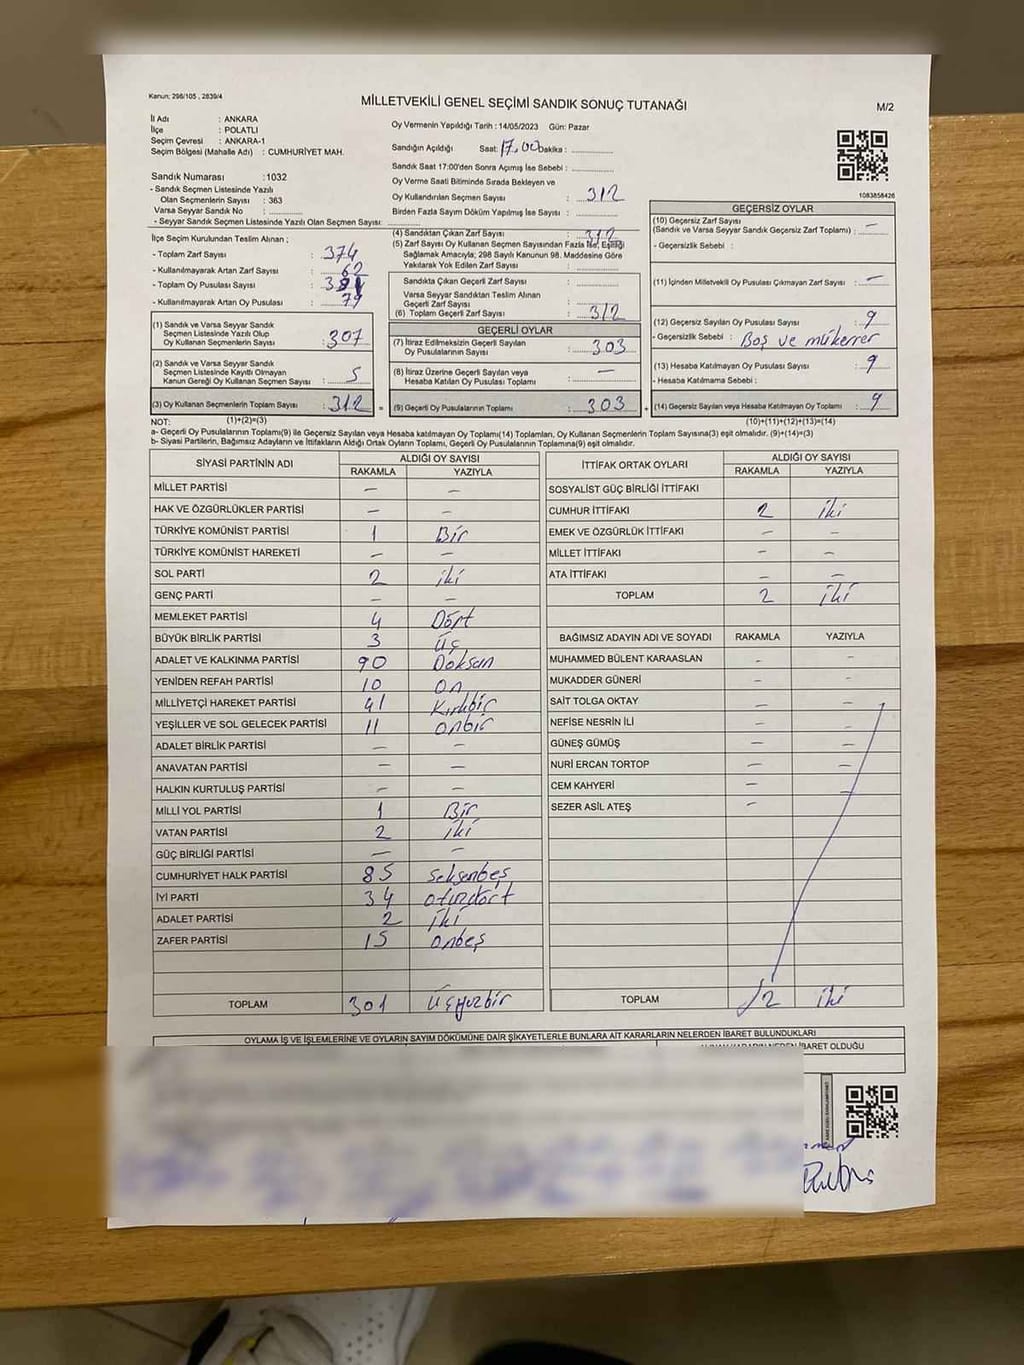 Kanun; 298/105 , 2839/4
MİLLETVEKİLİ GENEL SEÇİMİ SANDIK SONUÇ TUTANAĞI
M/2
İl Adı : ANKARA
İlçe : POLATLI
Seçim Çevresi : ANKARA-1
Seçim Bölgesi (Mahalle Adı) : CUMHURİYET MAH.
Sandık Numarası :1032
- Sandık Seçmen Listesinde Yazılı
Olan Seçmenlerin Sayısı : 363
Varsa Seyyar Sandık No :
- Seyyar Sandık Seçmen Listesinde Yazılı Olan Seçmen Sayısı:
İlçe Seçim Kurulundan Teslim Alınan ;
- Toplam Zarf Sayısı : 374
- Kullanılmayarak Artan Zarf Sayısı : 62
- Toplam Oy Pusulası Sayısı :
- Kullanılmayarak Artan Oy Pusulası : 79
(1) Sandık ve Varsa Seyyar Sandık
Seçmen Listesinde Yazılı Olup
Oy Kullanan Seçmenlerin Sayısı : 307
(2) Sandık ve Varsa Seyyar Sandık
Seçmen Listesinde Kayıtlı Olmayan
Kanun Gereği Oy Kullanan Seçmen Sayısı : 5
(3) Oy Kullanan Seçmenlerin Toplam Sayısı : 312 =
Oy Vermenin Yapıldığı Tarih : 14/05/2023 Gün: Pazar
Sandığın Açıldığı Saat: 17.00 Dakika :
Sandık Saat 17:00'den Sonra Açılmış İse Sebebi :
Oy Verme Saati Bitiminde Sırada Bekleyen ve
Oy Kullandırılan Seçmen Sayısı : 312
Birden Fazla Sayım Döküm Yapılmış İse Sayısı :
(4) Sandıktan Çıkan Zarf Sayısı : 312
(5) Zarf Sayısı Oy Kullanan Seçmen Sayısından Fazla İse, Eşitliği
Sağlamak Amacıyla; 298 Sayılı Kanunun 98. Maddesine Göre
Yakılarak Yok Edilen Zarf Sayısı :
Sandıkta Çıkan Geçerli Zarf Sayısı :
Varsa Seyyar Sandıktan Teslim Alınan
Geçerli Zarf Sayısı :
(6) Toplam Geçerli Zarf Sayısı : 312
GEÇERLİ OYLAR
(7) İtiraz Edilmeksizin Geçerli Sayılan
Oy Pusulalarının Sayısı : 303
(8) İtiraz Üzerine Geçerli Sayılan veya
Hesaba Katılan Oy Pusulası Toplamı : —
(9) Geçerli Oy Pusulalarının Toplamı : 303 +
1083858426
GEÇERSİZ OYLAR
(10) Geçersiz Zarf Sayısı
(Sandık ve Varsa Seyyar Sandık Geçersiz Zarf Toplamı) : —
- Geçersizlik Sebebi :
(11) İçinden Milletvekili Oy Pusulası Çıkmayan Zarf Sayısı : —
(12) Geçersiz Sayılan Oy Pusulası Sayısı : 9
- Geçersizlik Sebebi : Boş ve mükerrer
(13) Hesaba Katılmayan Oy Pusulası Sayısı : 9
- Hesaba Katılmama Sebebi :
(14) Geçersiz Sayılan veya Hesaba Katılmayan Oy Toplamı : 9
NOT: (1)+(2)=(3) (10)+(11)+(12)+(13)=(14)
a- Geçerli Oy Pusulalarının Toplamı(9) ile Geçersiz Sayılan veya Hesaba katılmayan Oy Toplamı(14) Toplamları, Oy Kullanan Seçmenlerin Toplam Sayısına(3) eşit olmalıdır. (9)+(14)=(3)
b- Siyasi Partilerin, Bağımsız Adayların ve İttifakların Aldığı Ortak Oyların Toplamı, Geçerli Oy Pusulalarının Toplamına(9) eşit olmalıdır.
SİYASİ PARTİNİN ADI ALDIĞI OY SAYISI
RAKAMLA YAZIYLA
MİLLET PARTİSİ — —
HAK VE ÖZGÜRLÜKLER PARTİSİ — —
TÜRKİYE KOMÜNİST PARTİSİ 1 Bir
TÜRKİYE KOMÜNİST HAREKETİ — —
SOL PARTİ 2 iki
GENÇ PARTİ — —
MEMLEKET PARTİSİ 4 Dört
BÜYÜK BİRLİK PARTİSİ 3 Üç
ADALET VE KALKINMA PARTİSİ 90 Doksan
YENİDEN REFAH PARTİSİ 10 On
MİLLİYETÇİ HAREKET PARTİSİ 41 Kırkbir
YEŞİLLER VE SOL GELECEK PARTİSİ 11 onbir
ADALET BİRLİK PARTİSİ — —
ANAVATAN PARTİSİ — —
HALKIN KURTULUŞ PARTİSİ — —
MİLLİ YOL PARTİSİ 1 Bir
VATAN PARTİSİ 2 iki
GÜÇ BİRLİĞİ PARTİSİ — —
CUMHURİYET HALK PARTİSİ 85 Seksenbeş
İYİ PARTİ 34 otuzdört
ADALET PARTİSİ 2 İki
ZAFER PARTİSİ 15 Onbeş
TOPLAM 301 Üçyüzbir
İTTİFAK ORTAK OYLARI ALDIĞI OY SAYISI
RAKAMLA YAZIYLA
SOSYALİST GÜÇ BİRLİĞİ İTTİFAKI
CUMHUR İTTİFAKI 2 iki
EMEK VE ÖZGÜRLÜK İTTİFAKI — —
MİLLET İTTİFAKI — —
ATA İTTİFAKI — —
TOPLAM 2 iki
BAĞIMSIZ ADAYIN ADI VE SOYADI RAKAMLA YAZIYLA
MUHAMMED BÜLENT KARAASLAN — —
MUKADDER GÜNERİ — —
SAİT TOLGA OKTAY — —
NEFİSE NESRİN İLİ — —
GÜNEŞ GÜMÜŞ — —
NURİ ERCAN TORTOP — —
CEM KAHYERİ — —
SEZER ASİL ATEŞ —
TOPLAM 2 iki
OYLAMA İŞ VE İŞLEMLERİNE VE OYLARIN SAYIM DÖKÜMÜNE DAİR ŞİKAYETLERLE BUNLARA AİT KARARLARIN NELERDEN İBARET BULUNDUKLARI
İBARET OLDUĞU